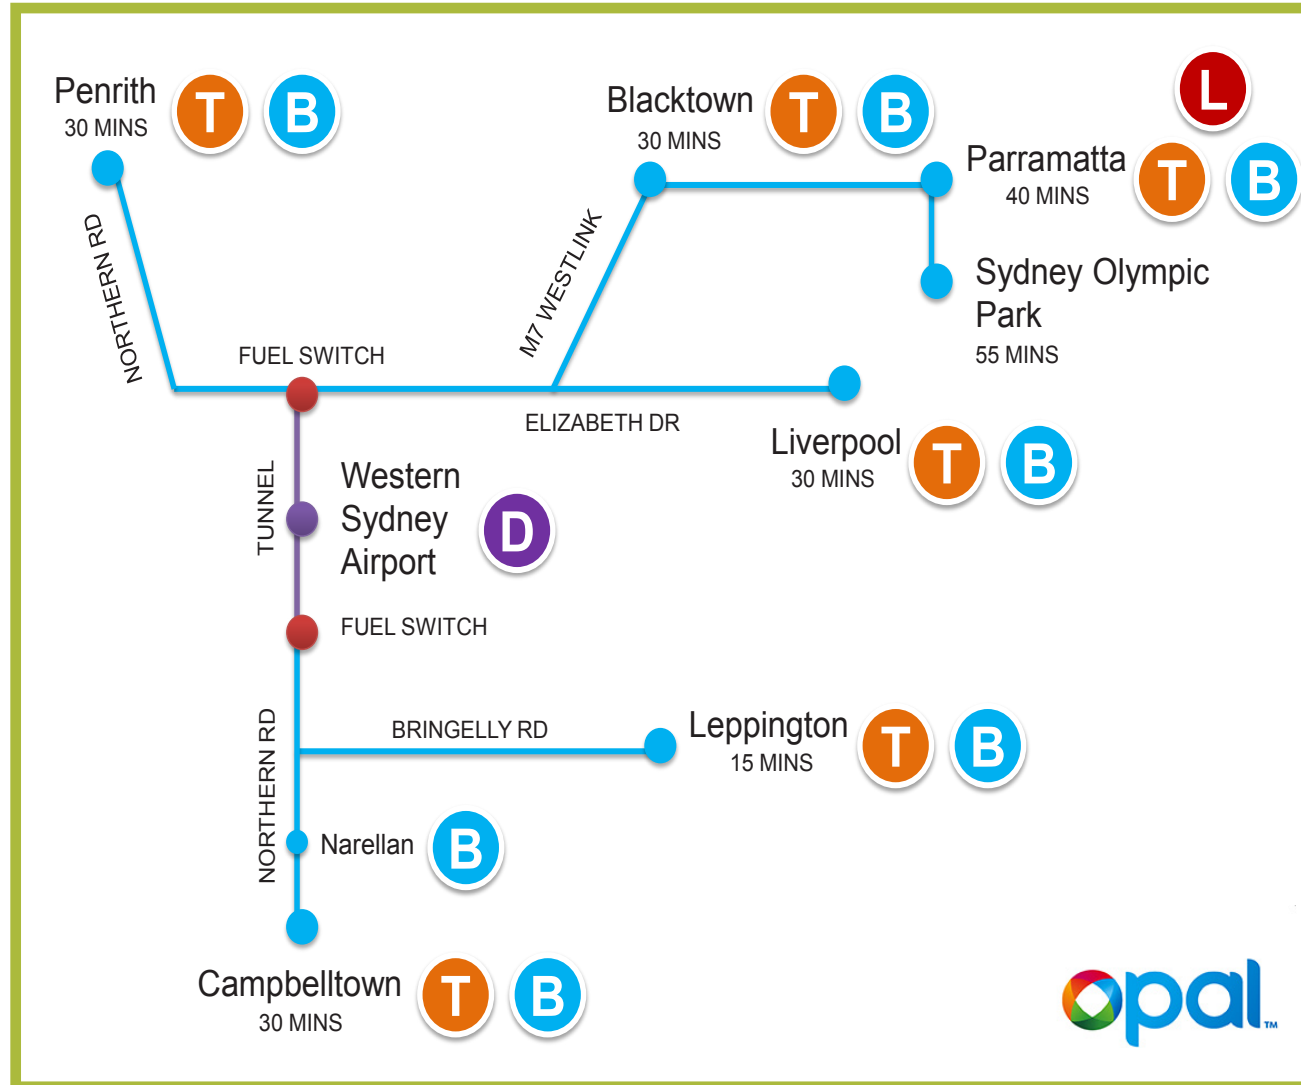 Penrith
30 MINS
T
B
Blacktown
30 MINS
T
B
L
Parramatta
40 MINS
T
B
Sydney Olympic
Park
55 MINS
NORTHERN RD
M7 WESTLINK
FUEL SWITCH
ELIZABETH DR
Liverpool
30 MINS
T
B
TUNNEL
Western
Sydney
Airport
D
FUEL SWITCH
NORTHERN RD
BRINGELLY RD
Leppington
15 MINS
T
B
Narellan
B
Campbelltown
30 MINS
T
B
opal
TM